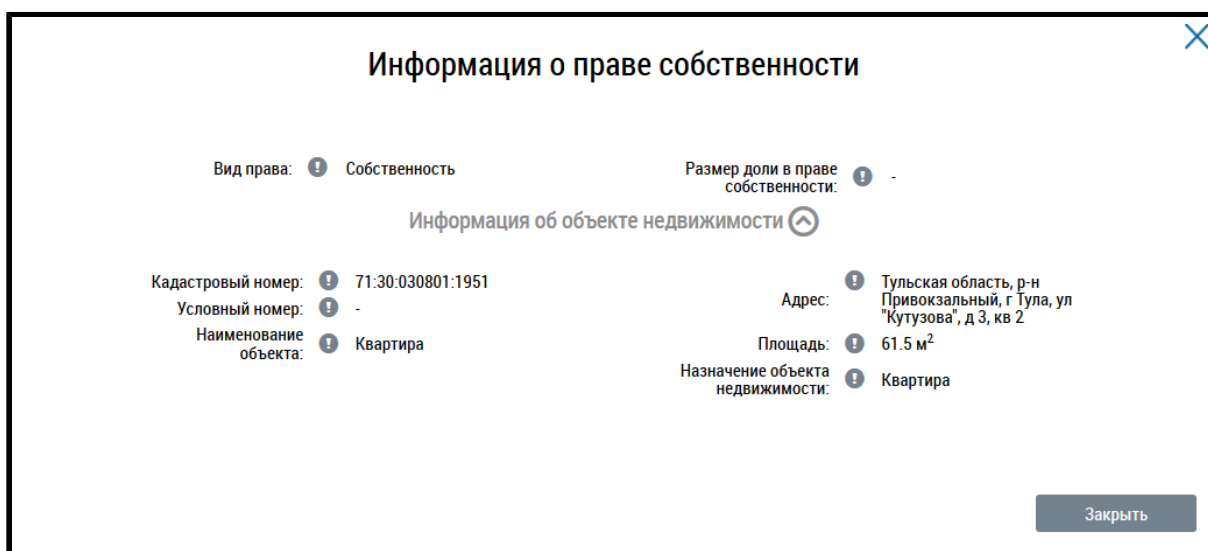 Информация о праве собственности
Вид права: Собственность
Размер доли в праве
собственности: -
Информация об объекте недвижимости
Кадастровый номер: 71:30:030801:1951
Условный номер: -
Наименование
объекта: Квартира
Адрес: Тульская область, р-н
Привокзальный, г Тула, ул
"Кутузова", д 3, кв 2
Площадь: 61.5 м²
Назначение объекта
недвижимости: Квартира
Закрыть